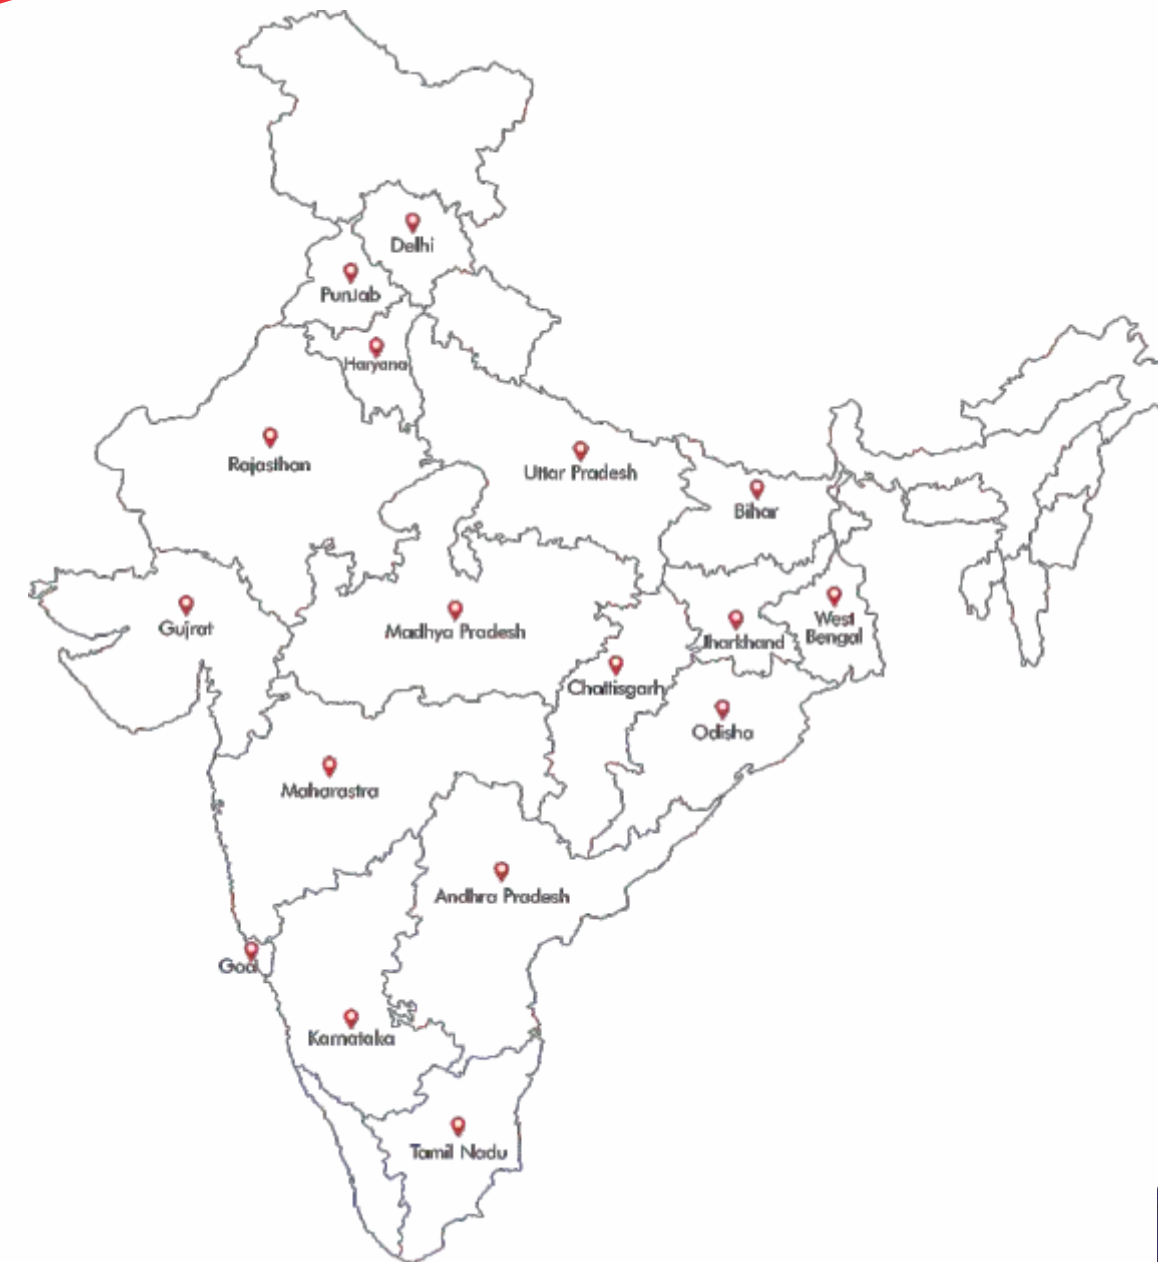 Delhi
Punjab
Haryana
Rajasthan
Uttar Pradesh
Bihar
Gujrat
Madhya Pradesh
West
Bengal
Jharkhand
Chattisgarh
Odisha
Maharastra
Andhra Pradesh
Goa
Karnataka
Tamil Nadu